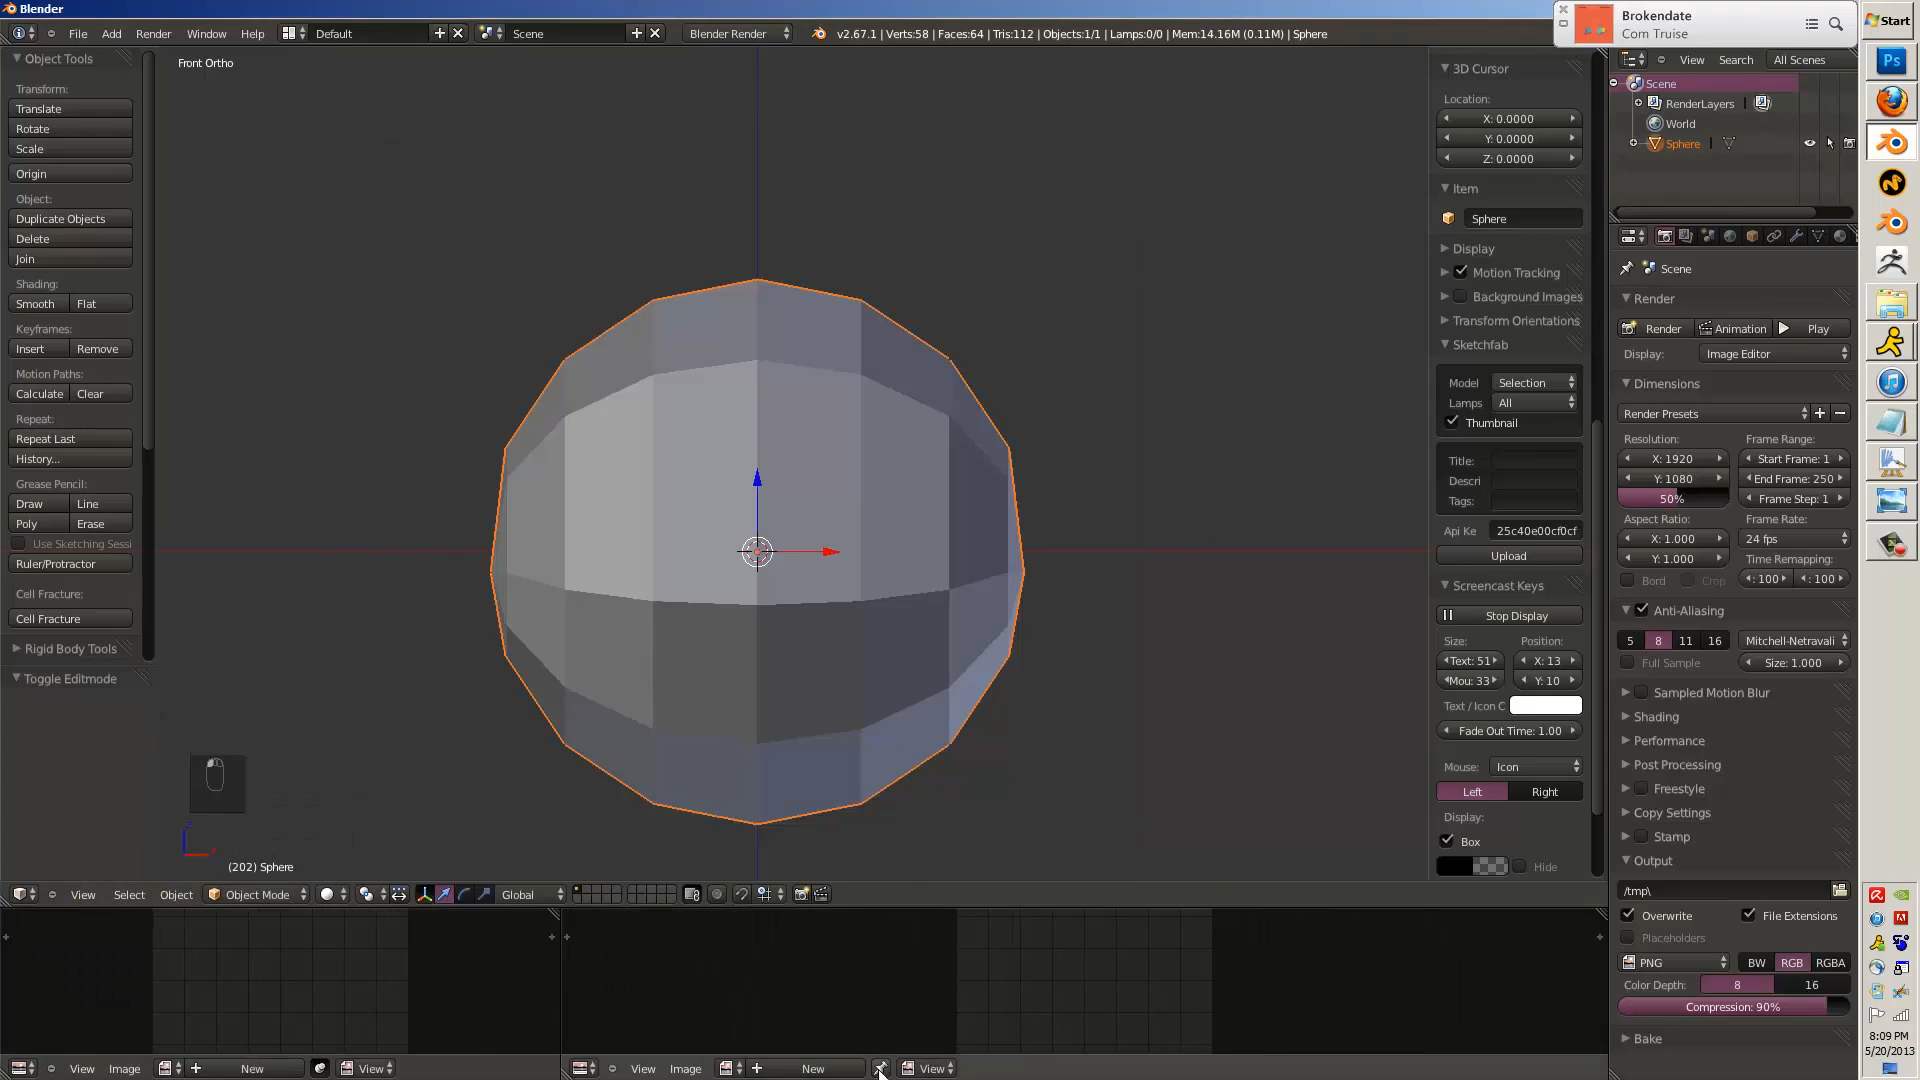 Blender
File Add Render Window Help Default Scene Blender Render v2.67.1 | Verts:58 | Faces:64 | Tris:112 | Objects:1/1 | Lamps:0/0 | Mem:14.16M (0.11M) | Sphere
Brokendate
Com Truise
Start
Object Tools
Transform:
Translate
Rotate
Scale
Origin
Object:
Duplicate Objects
Delete
Join
Shading:
Smooth Flat
Keyframes:
Insert Remove
Motion Paths:
Calculate Clear
Repeat:
Repeat Last
History...
Grease Pencil:
Draw Line
Poly Erase
Use Sketching Sessi
Ruler/Protractor
Cell Fracture:
Cell Fracture
Rigid Body Tools
Toggle Editmode
Front Ortho
(202) Sphere
3D Cursor
Location:
X: 0.0000
Y: 0.0000
Z: 0.0000
Item
Sphere
Display
Motion Tracking
Background Images
Transform Orientations
Sketchfab
Model Selection
Lamps All
Thumbnail
Title:
Descri
Tags:
Api Ke 25c40e00cf0cf
Upload
Screencast Keys
Stop Display
Size: Position:
Text: 51 X: 13
Mou: 33 Y: 10
Text / Icon C
Fade Out Time: 1.00
Mouse: Icon
Left Right
Display:
Box
Hide
View Search All Scenes
Scene
RenderLayers |
World
Sphere |
Scene
Render
Render Animation Play
Display: Image Editor
Dimensions
Render Presets
Resolution: Frame Range:
X: 1920 Start Frame: 1
Y: 1080 End Frame: 250
50% Frame Step: 1
Aspect Ratio: Frame Rate:
X: 1.000 24 fps
Y: 1.000 Time Remapping:
Bord Crop : 100 : 100
Anti-Aliasing
5 8 11 16 Mitchell-Netravali
Full Sample Size: 1.000
Sampled Motion Blur
Shading
Performance
Post Processing
Freestyle
Copy Settings
Stamp
Output
/tmp\
Overwrite File Extensions
Placeholders
PNG BW RGB RGBA
Color Depth: 8 16
Compression: 90%
Bake
Ps
View Select Object Object Mode Global
View Image New View
View Image New View
8:09 PM
5/20/2013